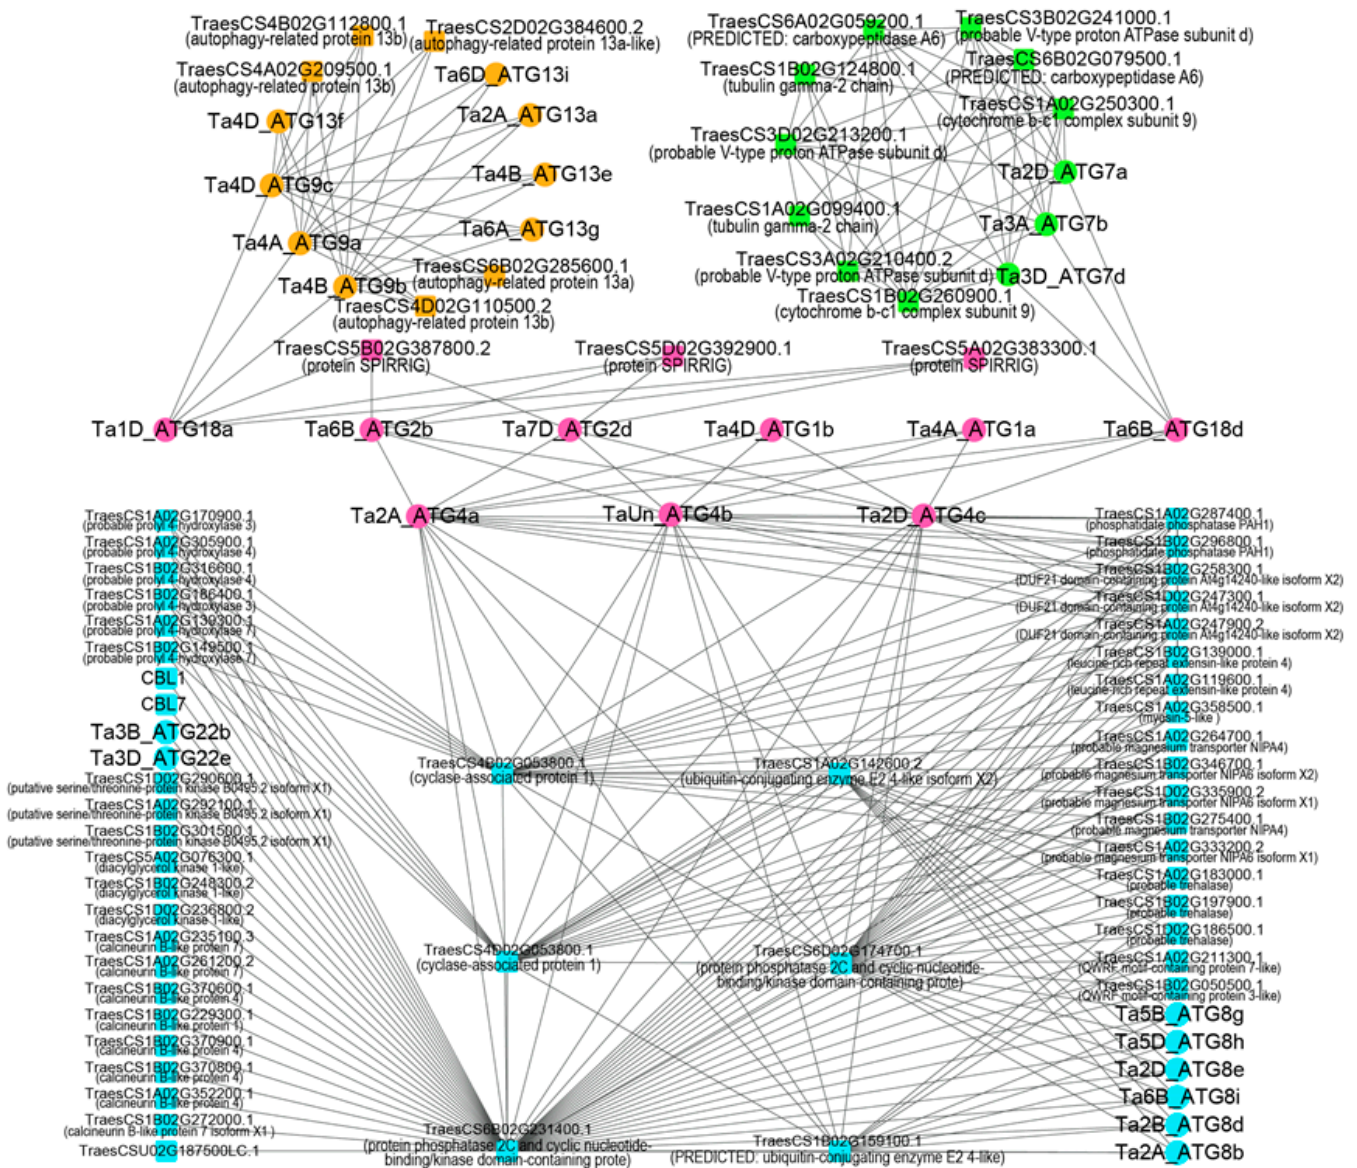 TraesCS4B02G112800.1
(autophagy-related protein 13b)
TraesCS2D02G384600.2
(autophagy-related protein 13a-like)
TraesCS4A02G209500.1
(autophagy-related protein 13b)
Ta6D_ATG13i
Ta4D_ATG13f
Ta2A_ATG13a
Ta4D_ATG9c
Ta4B_ATG13e
Ta4A_ATG9a
Ta6A_ATG13g
Ta4B_ATG9b
TraesCS6B02G285600.1
(autophagy-related protein 13a)
TraesCS4D02G110500.2
(autophagy-related protein 13b)
TraesCS6A02G059200.1
(PREDICTED: carboxypeptidase A6)
TraesCS3B02G241000.1
(probable V-type proton ATPase subunit d)
TraesCS1B02G124800.1
(tubulin gamma-2 chain)
TraesCS6B02G079500.1
(PREDICTED: carboxypeptidase A6)
TraesCS1A02G250300.1
(cytochrome b-c1 complex subunit 9)
TraesCS3D02G213200.1
(probable V-type proton ATPase subunit d)
Ta2D_ATG7a
TraesCS1A02G099400.1
(tubulin gamma-2 chain)
Ta3A_ATG7b
TraesCS3A02G210400.2
(probable V-type proton ATPase subunit d)
Ta3D_ATG7d
TraesCS1B02G260900.1
(cytochrome b-c1 complex subunit 9)
TraesCS5B02G387800.2
(protein SPIRRIG)
TraesCS5D02G392900.1
(protein SPIRRIG)
TraesCS5A02G383300.1
(protein SPIRRIG)
Ta1D_ATG18a
Ta6B_ATG2b
Ta7D_ATG2d
Ta4D_ATG1b
Ta4A_ATG1a
Ta6B_ATG18d
Ta2A_ATG4a
TaUn_ATG4b
Ta2D_ATG4c
TraesCS1A02G170900.1
(probable prolyl 4-hydroxylase 3)
TraesCS1A02G305900.1
(probable prolyl 4-hydroxylase 4)
TraesCS1B02G316600.1
(probable prolyl 4-hydroxylase 4)
TraesCS1B02G186400.1
(probable prolyl 4-hydroxylase 3)
TraesCS1A02G139300.1
(probable prolyl 4-hydroxylase 7)
TraesCS1B02G149500.1
(probable prolyl 4-hydroxylase 7)
CBL1
CBL7
Ta3B_ATG22b
Ta3D_ATG22e
TraesCS1D02G290600.1
(putative serine/threonine-protein kinase B0495.2 isoform X1)
TraesCS1A02G292100.1
(putative serine/threonine-protein kinase B0495.2 isoform X1)
TraesCS1B02G301500.1
(putative serine/threonine-protein kinase B0495.2 isoform X1)
TraesCS5A02G076300.1
(diacylglycerol kinase 1-like)
TraesCS1B02G248300.2
(diacylglycerol kinase 1-like)
TraesCS1D02G236800.2
(diacylglycerol kinase 1-like)
TraesCS1A02G235100.3
(calcineurin B-like protein 7)
TraesCS1A02G261200.2
(calcineurin B-like protein 7)
TraesCS1B02G370600.1
(calcineurin B-like protein 4)
TraesCS1B02G229300.1
(calcineurin B-like protein 1)
TraesCS1B02G370900.1
(calcineurin B-like protein 4)
TraesCS1B02G370800.1
(calcineurin B-like protein 4)
TraesCS1A02G352200.1
(calcineurin B-like protein 4)
TraesCS1B02G272000.1
(calcineurin B-like protein 7 isoform X1 )
TraesCSU02G187500LC.1
TraesCS4B02G053800.1
(cyclase-associated protein 1)
TraesCS1A02G142600.2
(ubiquitin-conjugating enzyme E2 4-like isoform X2)
TraesCS4D02G053800.1
(cyclase-associated protein 1)
TraesCS6D02G174700.1
(protein phosphatase 2C and cyclic nucleotide-
binding/kinase domain-containing prote)
TraesCS6B02G231400.1
(protein phosphatase 2C and cyclic nucleotide-
binding/kinase domain-containing prote)
TraesCS1B02G159100.1
(PREDICTED: ubiquitin-conjugating enzyme E2 4-like)
TraesCS1A02G287400.1
(phosphatidate phosphatase PAH1)
TraesCS1B02G296800.1
(phosphatidate phosphatase PAH1)
TraesCS1B02G258300.1
(DUF21 domain-containing protein At4g14240-like isoform X2)
TraesCS1D02G247300.1
(DUF21 domain-containing protein At4g14240-like isoform X2)
TraesCS1A02G247900.2
(DUF21 domain-containing protein At4g14240-like isoform X2)
TraesCS1B02G139000.1
(leucine-rich repeat extensin-like protein 4)
TraesCS1A02G119600.1
(leucine-rich repeat extensin-like protein 4)
TraesCS1A02G358500.1
(myosin-5-like )
TraesCS1A02G264700.1
(probable magnesium transporter NIPA4)
TraesCS1B02G346700.1
(probable magnesium transporter NIPA6 isoform X2)
TraesCS1D02G335900.2
(probable magnesium transporter NIPA6 isoform X1)
TraesCS1B02G275400.1
(probable magnesium transporter NIPA4)
TraesCS1A02G333200.2
(probable magnesium transporter NIPA6 isoform X1)
TraesCS1A02G183000.1
(probable trehalase)
TraesCS1B02G197900.1
(probable trehalase)
TraesCS1D02G186500.1
(probable trehalase)
TraesCS1A02G211300.1
(QWRF motif-containing protein 7-like)
TraesCS1B02G050500.1
(QWRF motif-containing protein 3-like)
Ta5B_ATG8g
Ta5D_ATG8h
Ta2D_ATG8e
Ta6B_ATG8i
Ta2B_ATG8d
Ta2A_ATG8b